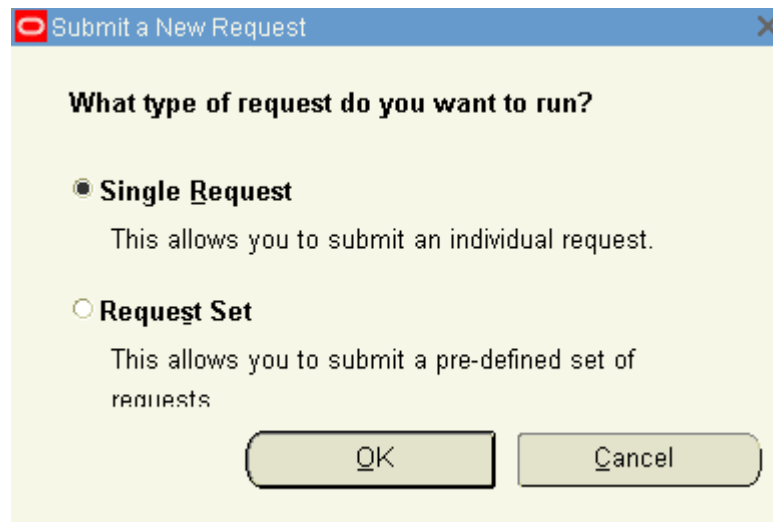 Submit a New Request
What type of request do you want to run?
Single Request
This allows you to submit an individual request.
Request Set
This allows you to submit a pre-defined set of
requests
OK
Cancel